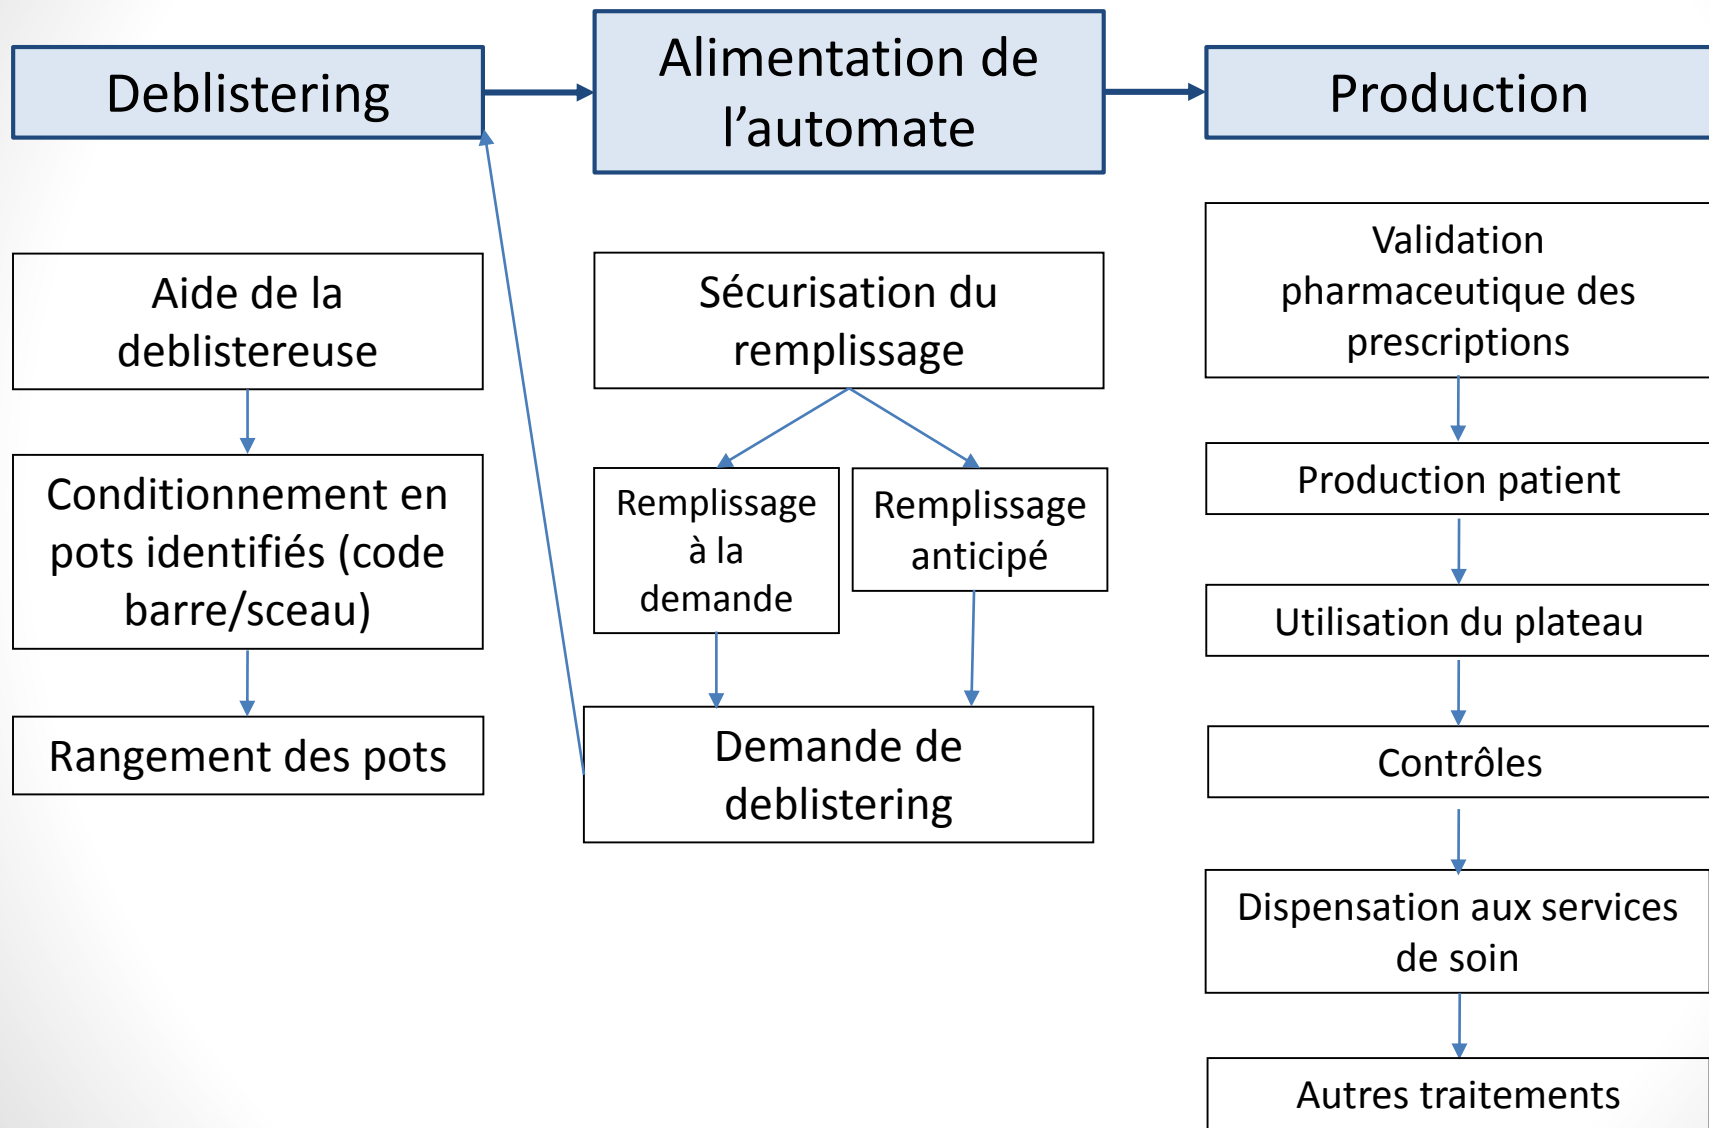 Deblistering
Alimentation de
l’automate
Production
Aide de la
deblistereuse
Conditionnement en
pots identifiés (code
barre/sceau)
Rangement des pots
Sécurisation du
remplissage
Remplissage
à la
demande
Remplissage
anticipé
Demande de
deblistering
Validation
pharmaceutique des
prescriptions
Production patient
Utilisation du plateau
Contrôles
Dispensation aux services
de soin
Autres traitements